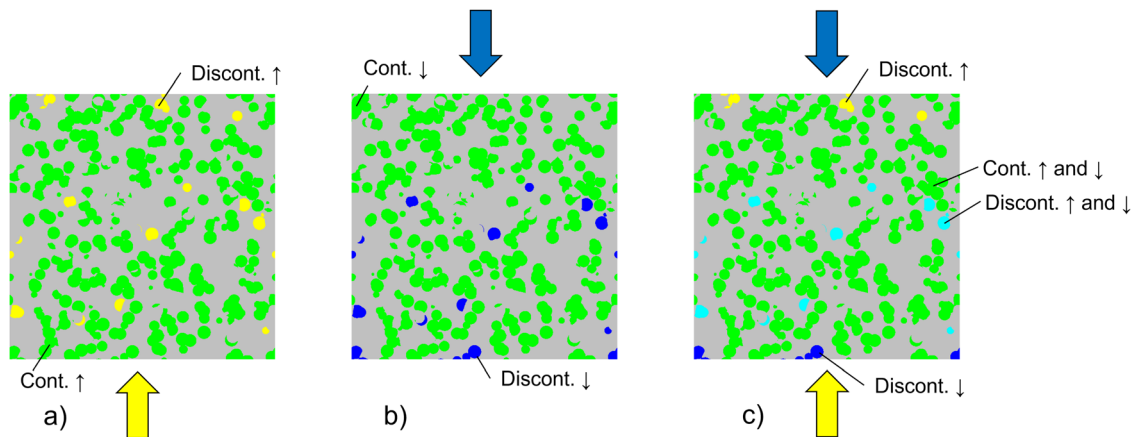 Discont. ↑
Cont. ↑
a)
Cont. ↓
Discont. ↓
b)
Discont. ↑
Cont. ↑ and ↓
Discont. ↑ and ↓
Discont. ↓
c)